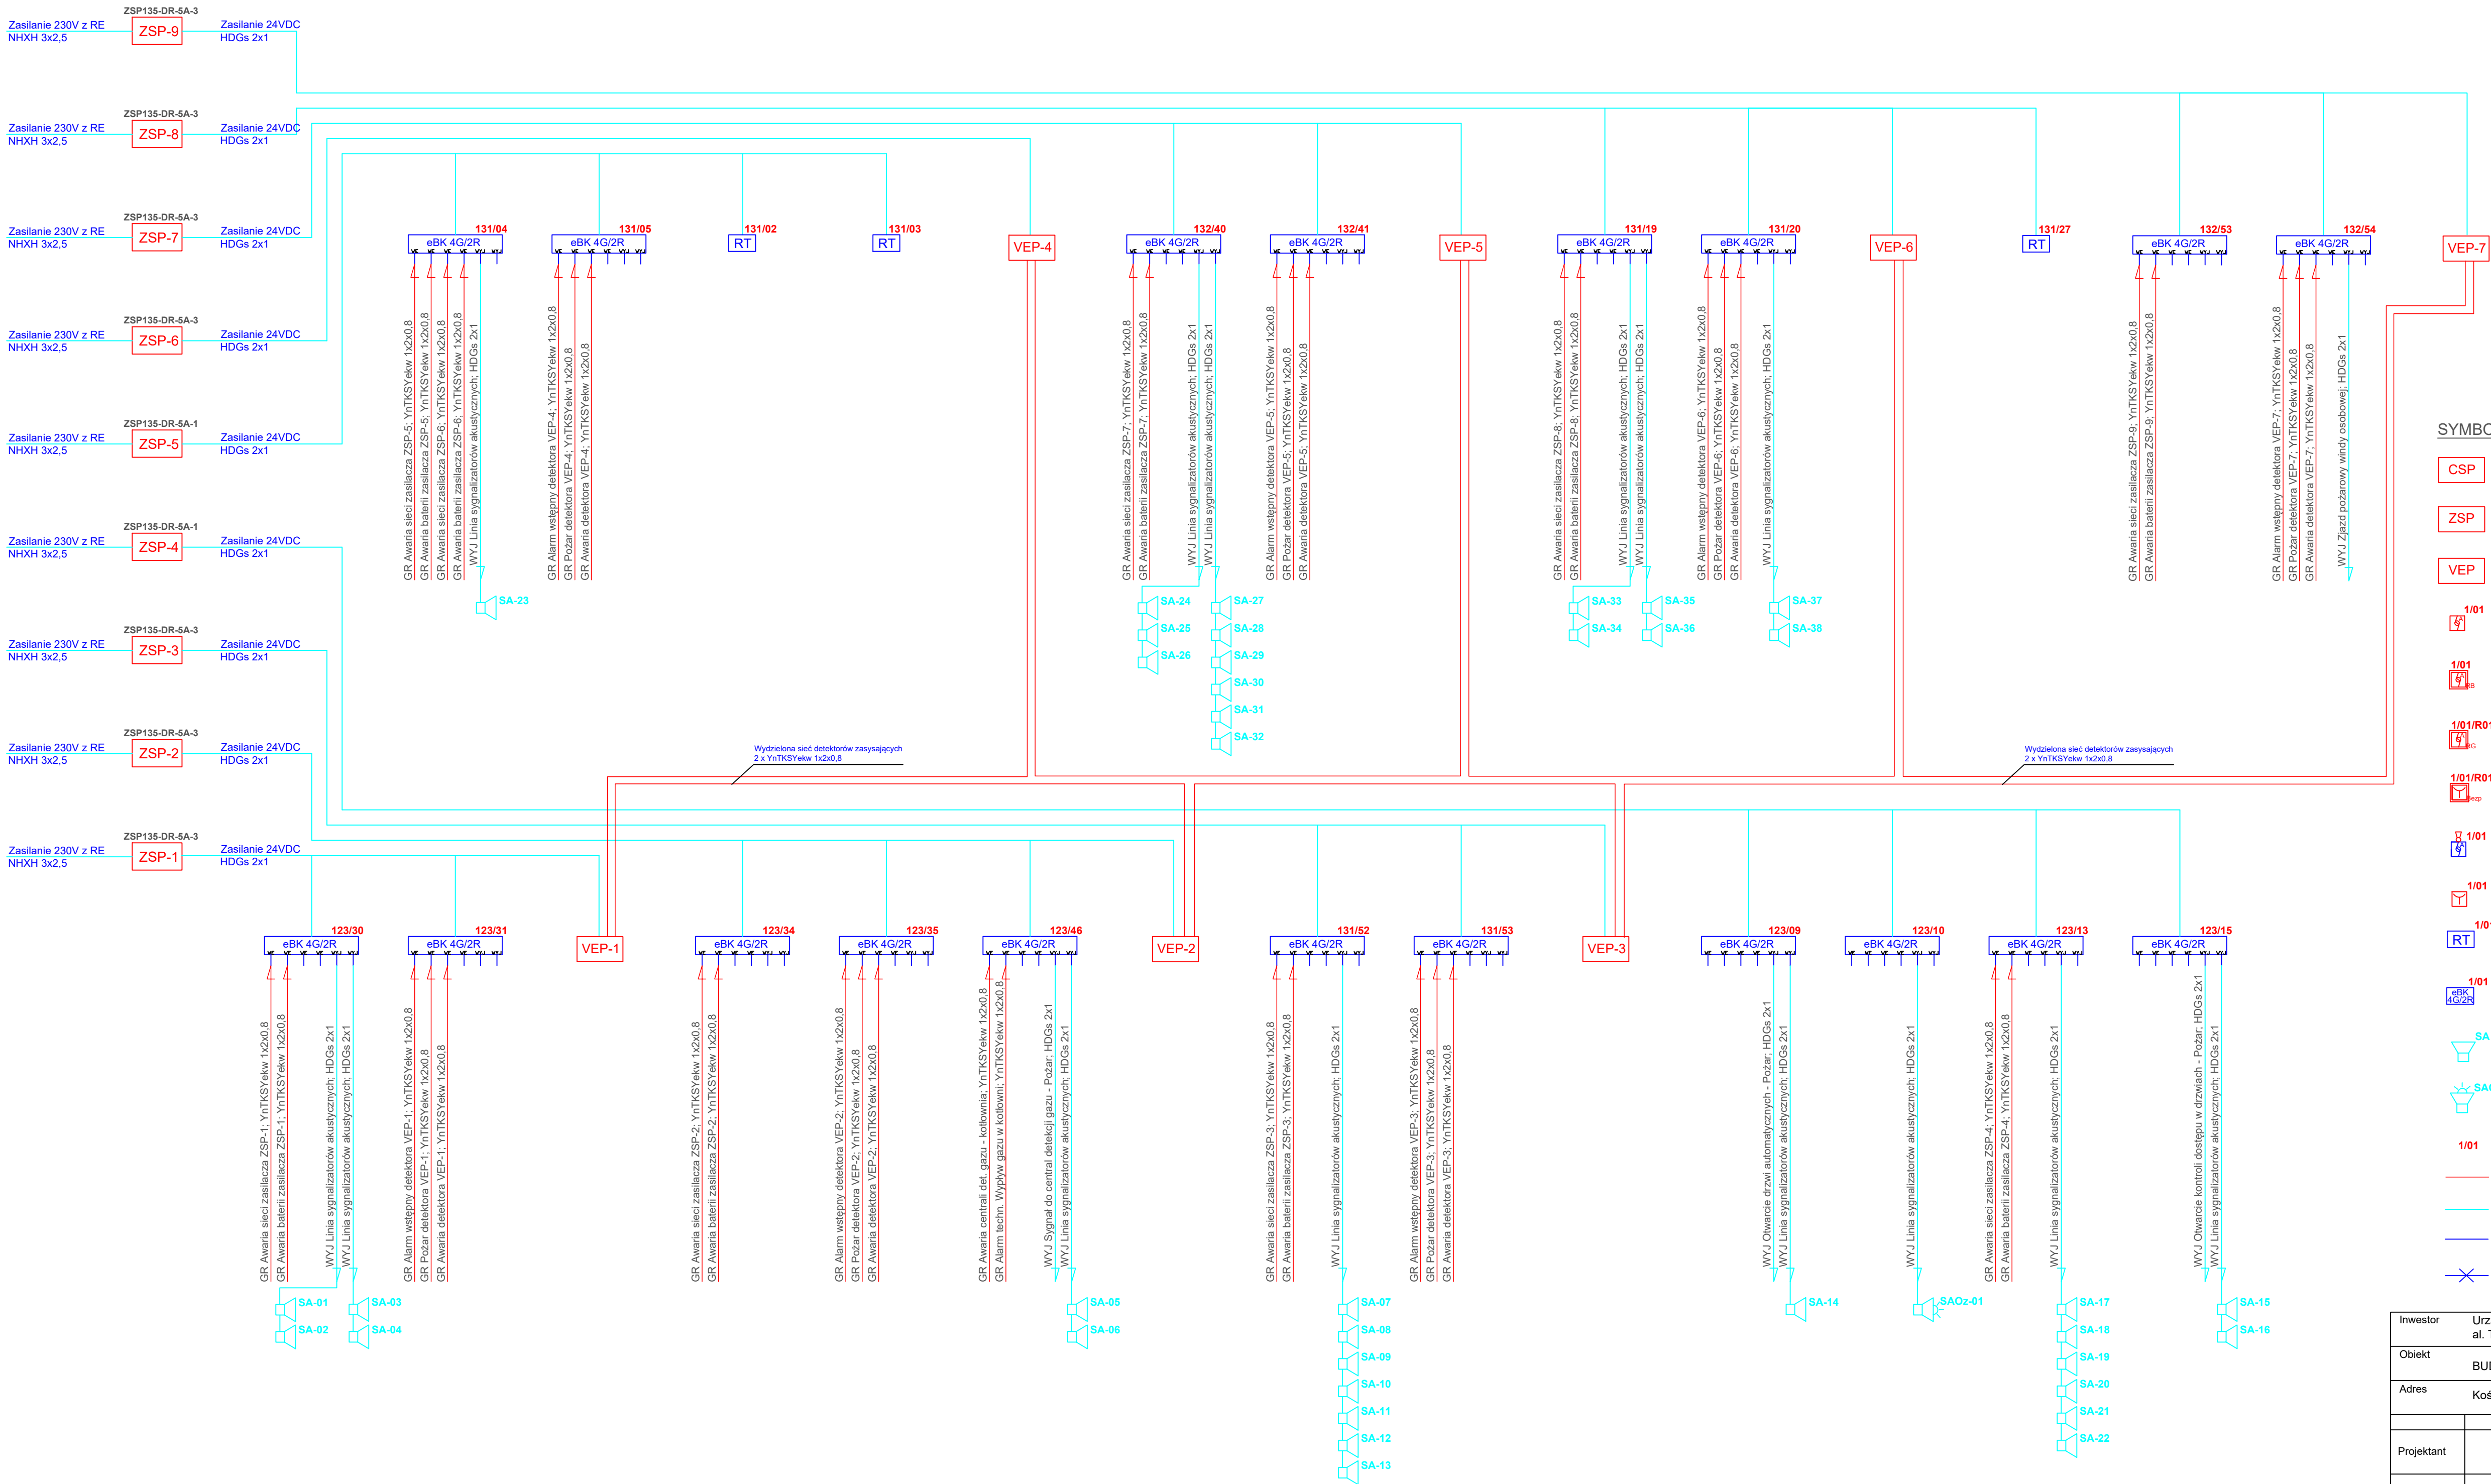 ZSP135-DR-5A-3
Zasilanie 230V z RE
NHXH 3x2,5
ZSP-9
Zasilanie 24VDC
HDGs 2x1
ZSP135-DR-5A-3
Zasilanie 230V z RE
NHXH 3x2,5
ZSP-8
Zasilanie 24VDC
HDGs 2x1
ZSP135-DR-5A-3
Zasilanie 230V z RE
NHXH 3x2,5
ZSP-7
Zasilanie 24VDC
HDGs 2x1
ZSP135-DR-5A-3
Zasilanie 230V z RE
NHXH 3x2,5
ZSP-6
Zasilanie 24VDC
HDGs 2x1
ZSP135-DR-5A-1
Zasilanie 230V z RE
NHXH 3x2,5
ZSP-5
Zasilanie 24VDC
HDGs 2x1
ZSP135-DR-5A-1
Zasilanie 230V z RE
NHXH 3x2,5
ZSP-4
Zasilanie 24VDC
HDGs 2x1
ZSP135-DR-5A-3
Zasilanie 230V z RE
NHXH 3x2,5
ZSP-3
Zasilanie 24VDC
HDGs 2x1
ZSP135-DR-5A-3
Zasilanie 230V z RE
NHXH 3x2,5
ZSP-2
Zasilanie 24VDC
HDGs 2x1
ZSP135-DR-5A-3
Zasilanie 230V z RE
NHXH 3x2,5
ZSP-1
Zasilanie 24VDC
HDGs 2x1
131/04
eBK 4G/2R
GR Awaria sieci zasilacza ZSP-5; YnTKSYekw 1x2x0,8
GR Awaria baterii zasilacza ZSP-5; YnTKSYekw 1x2x0,8
GR Awaria sieci zasilacza ZSP-6; YnTKSYekw 1x2x0,8
GR Awaria baterii zasilacza ZSP-6; YnTKSYekw 1x2x0,8
WYJ Linia sygnalizatorów akustycznych; HDGs 2x1
SA-23
131/05
eBK 4G/2R
GR Alarm wstępny detektora VEP-4; YnTKSYekw 1x2x0,8
GR Pożar detektora VEP-4; YnTKSYekw 1x2x0,8
GR Awaria detektora VEP-4; YnTKSYekw 1x2x0,8
131/02
RT
131/03
RT
VEP-4
132/40
eBK 4G/2R
GR Awaria sieci zasilacza ZSP-7; YnTKSYekw 1x2x0,8
GR Awaria baterii zasilacza ZSP-7; YnTKSYekw 1x2x0,8
WYJ Linia sygnalizatorów akustycznych; HDGs 2x1
WYJ Linia sygnalizatorów akustycznych; HDGs 2x1
SA-24
SA-25
SA-26
SA-27
SA-28
SA-29
SA-30
SA-31
SA-32
132/41
eBK 4G/2R
GR Alarm wstępny detektora VEP-5; YnTKSYekw 1x2x0,8
GR Pożar detektora VEP-5; YnTKSYekw 1x2x0,8
GR Awaria detektora VEP-5; YnTKSYekw 1x2x0,8
VEP-5
131/19
eBK 4G/2R
GR Awaria sieci zasilacza ZSP-8; YnTKSYekw 1x2x0,8
GR Awaria baterii zasilacza ZSP-8; YnTKSYekw 1x2x0,8
WYJ Linia sygnalizatorów akustycznych; HDGs 2x1
WYJ Linia sygnalizatorów akustycznych; HDGs 2x1
SA-33
SA-34
SA-35
SA-36
131/20
eBK 4G/2R
GR Alarm wstępny detektora VEP-6; YnTKSYekw 1x2x0,8
GR Pożar detektora VEP-6; YnTKSYekw 1x2x0,8
GR Awaria detektora VEP-6; YnTKSYekw 1x2x0,8
WYJ Linia sygnalizatorów akustycznych; HDGs 2x1
SA-37
SA-38
VEP-6
131/27
RT
132/53
eBK 4G/2R
GR Awaria sieci zasilacza ZSP-9; YnTKSYekw 1x2x0,8
GR Awaria baterii zasilacza ZSP-9; YnTKSYekw 1x2x0,8
132/54
eBK 4G/2R
GR Alarm wstępny detektora VEP-7; YnTKSYekw 1x2x0,8
GR Pożar detektora VEP-7; YnTKSYekw 1x2x0,8
GR Awaria detektora VEP-7; YnTKSYekw 1x2x0,8
WYJ Zjazd pożarowy windy osobowej; HDGs 2x1
VEP-7
Wydzielona sieć detektorów zasysających
2 x YnTKSYekw 1x2x0,8
Wydzielona sieć detektorów zasysających
2 x YnTKSYekw 1x2x0,8
123/30
eBK 4G/2R
GR Awaria sieci zasilacza ZSP-1; YnTKSYekw 1x2x0,8
GR Awaria baterii zasilacza ZSP-1; YnTKSYekw 1x2x0,8
WYJ Linia sygnalizatorów akustycznych; HDGs 2x1
WYJ Linia sygnalizatorów akustycznych; HDGs 2x1
SA-01
SA-02
SA-03
SA-04
123/31
eBK 4G/2R
GR Alarm wstępny detektora VEP-1; YnTKSYekw 1x2x0,8
GR Pożar detektora VEP-1; YnTKSYekw 1x2x0,8
GR Awaria detektora VEP-1; YnTKSYekw 1x2x0,8
VEP-1
123/34
eBK 4G/2R
GR Awaria sieci zasilacza ZSP-2; YnTKSYekw 1x2x0,8
GR Awaria baterii zasilacza ZSP-2; YnTKSYekw 1x2x0,8
123/35
eBK 4G/2R
GR Alarm wstępny detektora VEP-2; YnTKSYekw 1x2x0,8
GR Pożar detektora VEP-2; YnTKSYekw 1x2x0,8
GR Awaria detektora VEP-2; YnTKSYekw 1x2x0,8
123/46
eBK 4G/2R
GR Awaria centrali det. gazu - kotłownia; YnTKSYekw 1x2x0,8
GR Alarm techn. Wypływ gazu w kotłowni; YnTKSYekw 1x2x0,8
WYJ Sygnał do central detekcji gazu - Pożar; HDGs 2x1
WYJ Linia sygnalizatorów akustycznych; HDGs 2x1
SA-05
SA-06
VEP-2
131/52
eBK 4G/2R
GR Awaria sieci zasilacza ZSP-3; YnTKSYekw 1x2x0,8
GR Awaria baterii zasilacza ZSP-3; YnTKSYekw 1x2x0,8
WYJ Linia sygnalizatorów akustycznych; HDGs 2x1
SA-07
SA-08
SA-09
SA-10
SA-11
SA-12
SA-13
131/53
eBK 4G/2R
GR Alarm wstępny detektora VEP-3; YnTKSYekw 1x2x0,8
GR Pożar detektora VEP-3; YnTKSYekw 1x2x0,8
GR Awaria detektora VEP-3; YnTKSYekw 1x2x0,8
VEP-3
123/09
eBK 4G/2R
WYJ Otwarcie drzwi automatycznych - Pożar; HDGs 2x1
WYJ Linia sygnalizatorów akustycznych; HDGs 2x1
SA-14
123/10
eBK 4G/2R
WYJ Linia sygnalizatorów akustycznych; HDGs 2x1
SAOz-01
123/13
eBK 4G/2R
GR Awaria sieci zasilacza ZSP-4; YnTKSYekw 1x2x0,8
GR Awaria baterii zasilacza ZSP-4; YnTKSYekw 1x2x0,8
WYJ Linia sygnalizatorów akustycznych; HDGs 2x1
SA-17
SA-18
SA-19
SA-20
SA-21
SA-22
123/15
eBK 4G/2R
WYJ Otwarcie kontroli dostępu w drzwiach - Pożar; HDGs 2x1
WYJ Linia sygnalizatorów akustycznych; HDGs 2x1
SA-15
SA-16
CSP
ZSP
VEP
1/01
1/01
RB
1/01/R01
1/01/R01
1/01
1/01
RT
1/01
eBK
4G/2R
SA
1/01
Inwestor
al.
Obiekt
Adres
Projektant